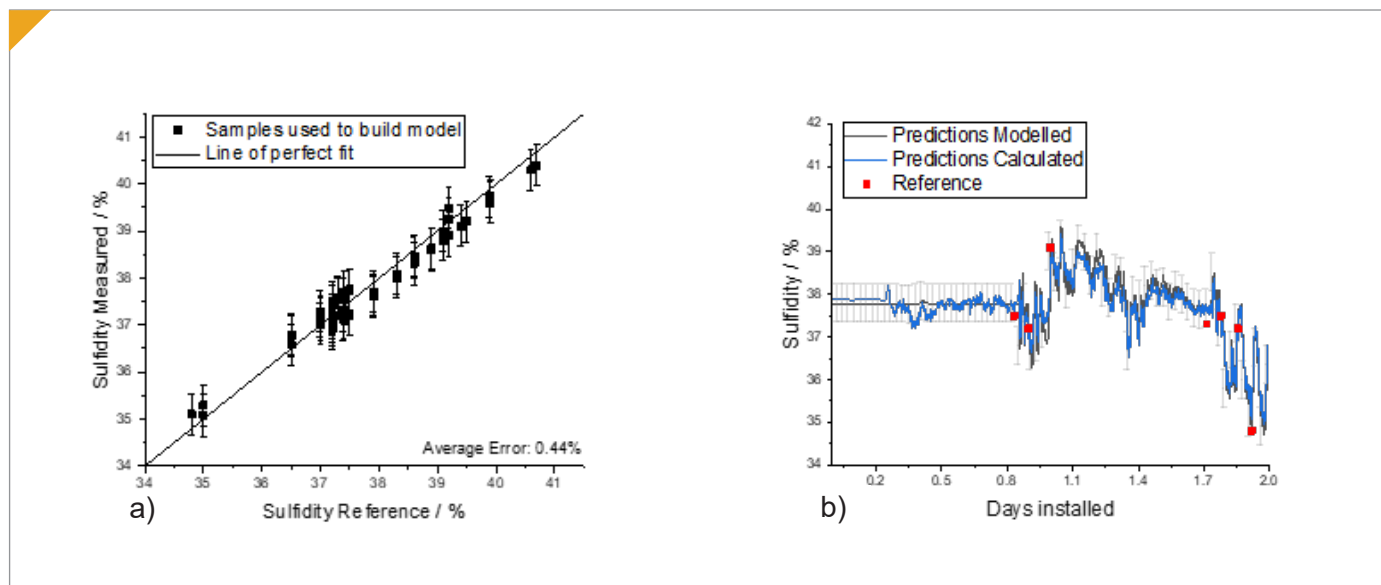 Samples used to build model
Line of perfect fit
41
40
39
38
37
36
35
34
Sulfidity Measured / %
Average Error: 0.44%
34 35 36 37 38 39 40 41
a)
Sulfidity Reference / %
Predictions Modelled
Predictions Calculated
Reference
42
41
40
39
38
37
36
35
34
Sulfidity / %
0.2 0.5 0.8 1.1 1.4 1.7 2.0
b)
Days installed